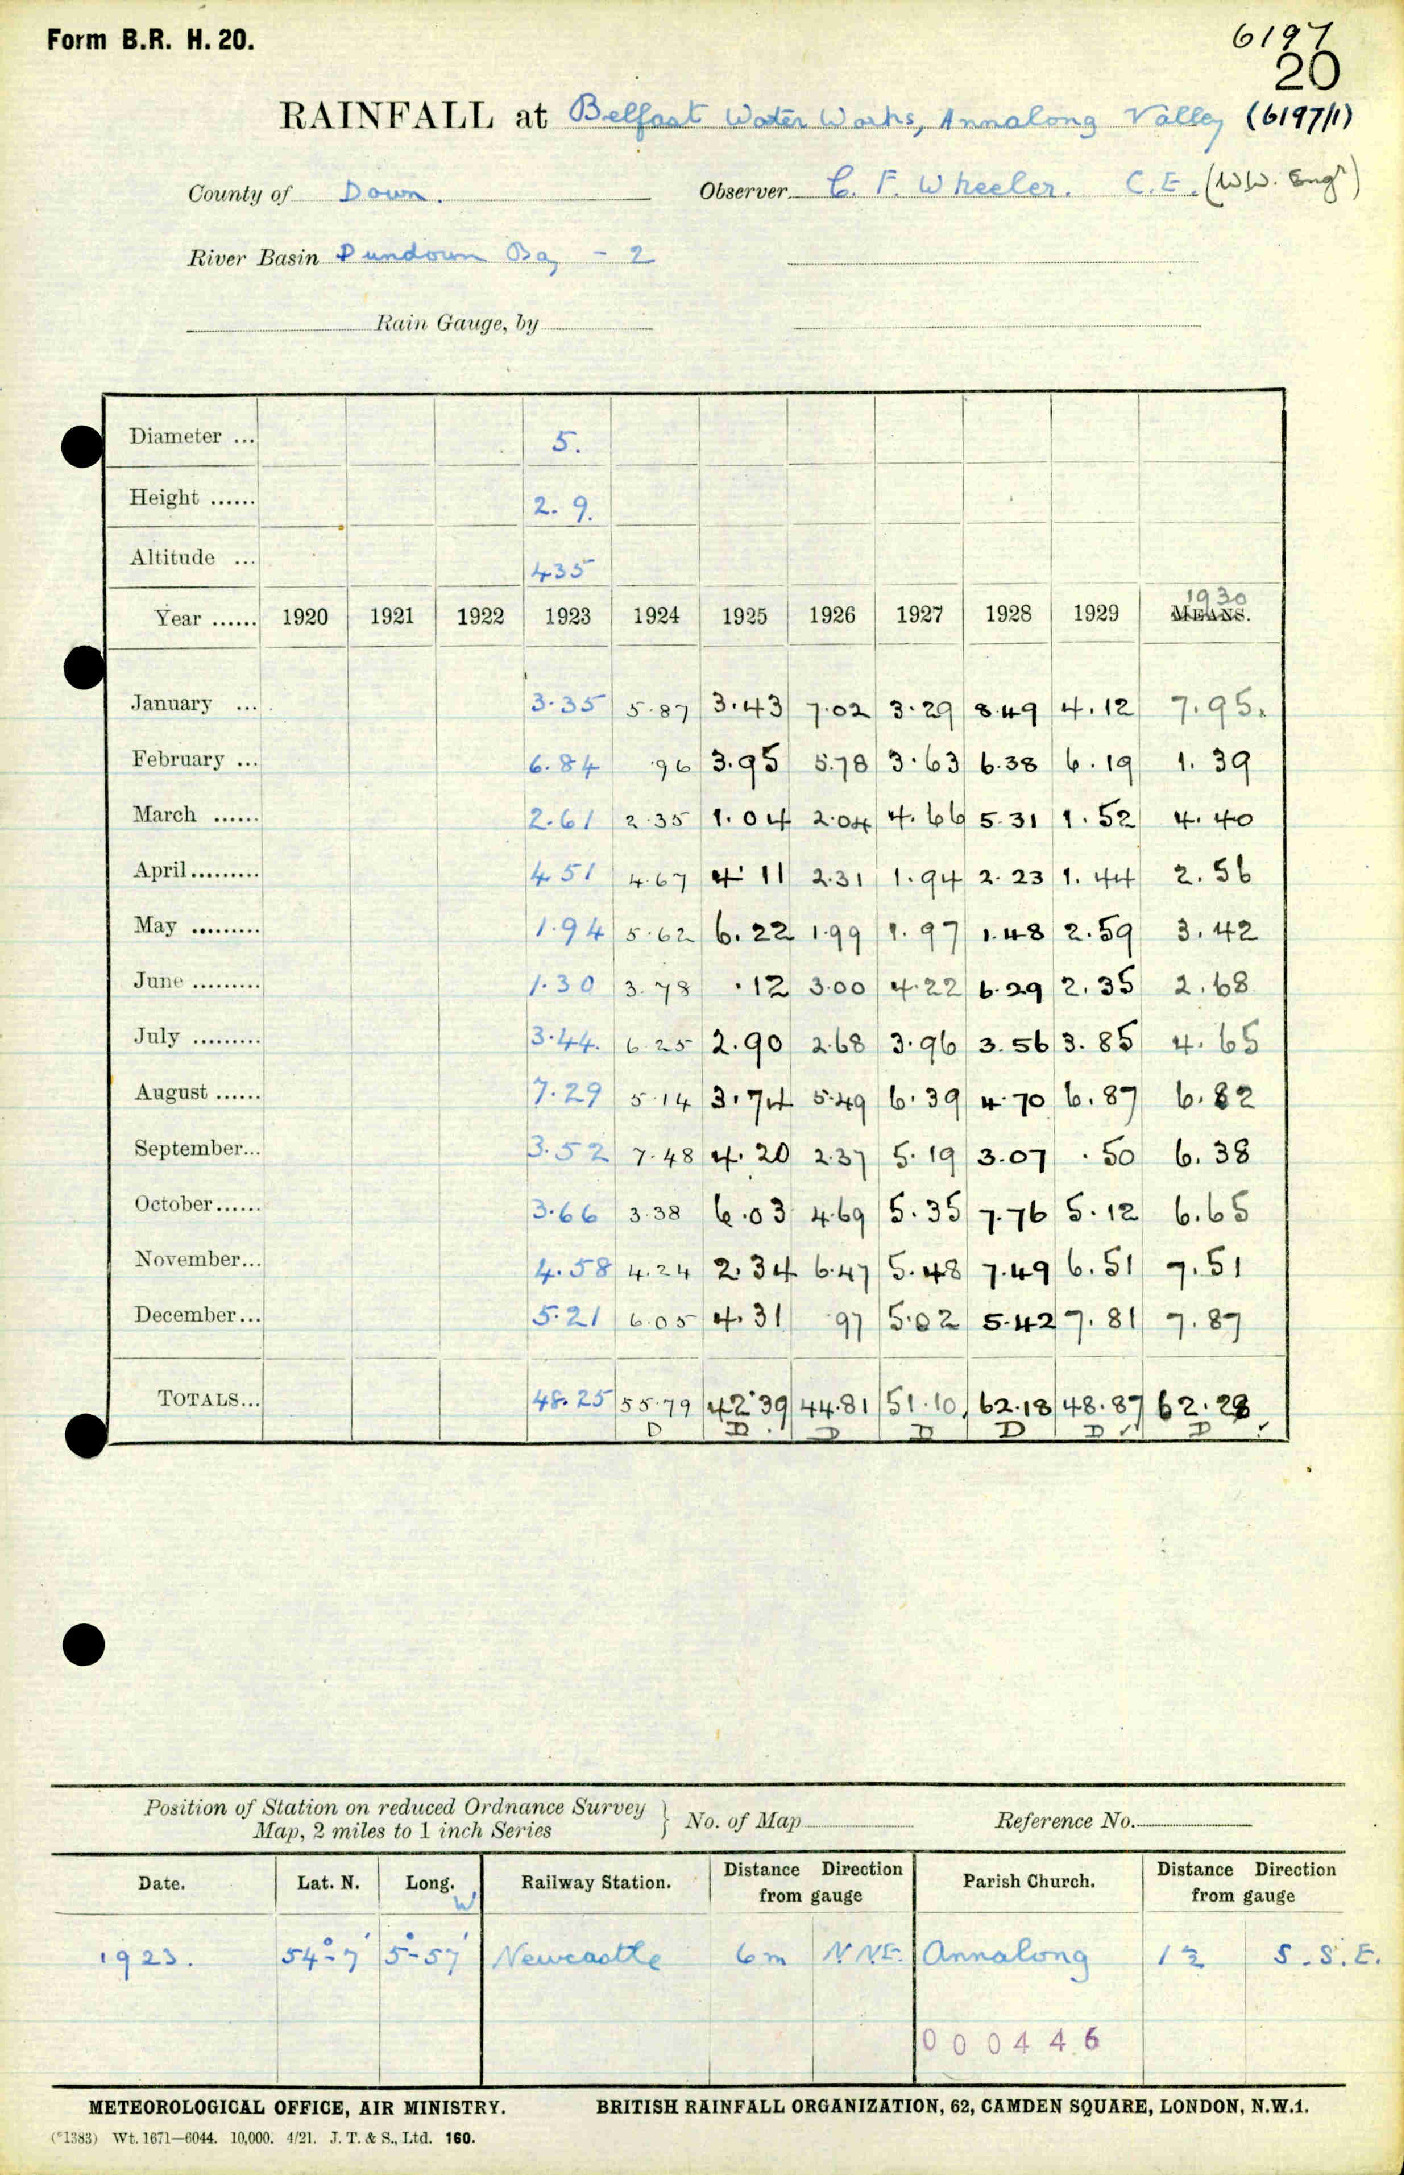 Form B.R. H. 20.
6197
20
RAINFALL at Belfast Water Works, Annalong Valley (6197/1)
County of Down. Observer C. F. Wheeler. C.E. (W.W. Engr)
River Basin Dundrum Bay - 2
Rain Gauge, by
Diameter ... 5.
Height ...... 2. 9.
Altitude ... 435
1930
Year ...... 1920 1921 1922 1923 1924 1925 1926 1927 1928 1929 MEANS.
January ... 3.35 5.87 3.43 7.02 3.29 8.49 4.12 7.95.
February ... 6.84 .96 3.95 5.78 3.63 6.38 6.19 1.39
March ...... 2.61 2.35 1.04 2.04 4.66 5.31 1.52 4.40
April ......... 4.51 4.67 4.11 2.31 1.94 2.23 1.44 2.56
May ......... 1.94 5.62 6.22 1.99 1.97 1.48 2.59 3.42
June ......... 1.30 3.78 .12 3.00 4.22 6.29 2.35 2.68
July ......... 3.44. 6.25 2.90 2.68 3.96 3.56 3.85 4.65
August ...... 7.29 5.14 3.74 5.49 6.39 4.70 6.87 6.82
September... 3.52 7.48 4.20 2.37 5.19 3.07 .50 6.38
October ...... 3.66 3.38 6.03 4.69 5.35 7.76 5.12 6.65
November... 4.58 4.24 2.34 6.47 5.48 7.49 6.51 7.51
December... 5.21 6.05 4.31 .97 5.02 5.42 7.81 7.87
TOTALS... 48.25 55.79 42.39 44.81 51.10 62.18 48.87 62.28
D D D D D D D
Position of Station on reduced Ordnance Survey
Map, 2 miles to 1 inch Series } No. of Map Reference No.
Date. Lat. N. Long. W Railway Station. Distance Direction from gauge Parish Church. Distance Direction from gauge
1923. 54°-7' 5°-57' Newcastle 6m N.N.E. Annalong S.S.E.
000446
METEOROLOGICAL OFFICE, AIR MINISTRY. BRITISH RAINFALL ORGANIZATION, 62, CAMDEN SQUARE, LONDON, N.W.1.
(*1383) Wt. 1671—6044. 10,000. 4/21. J. T. & S., Ltd. 160.